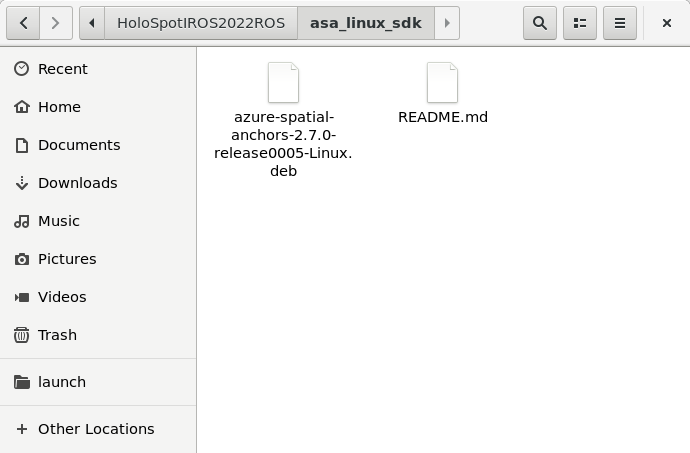 HoloSpotIROS2022ROS
asa_linux_sdk
Recent
Home
Documents
Downloads
Music
Pictures
Videos
Trash
launch
Other Locations
azure-spatial-
anchors-2.7.0-
release0005-Linux.
deb
README.md